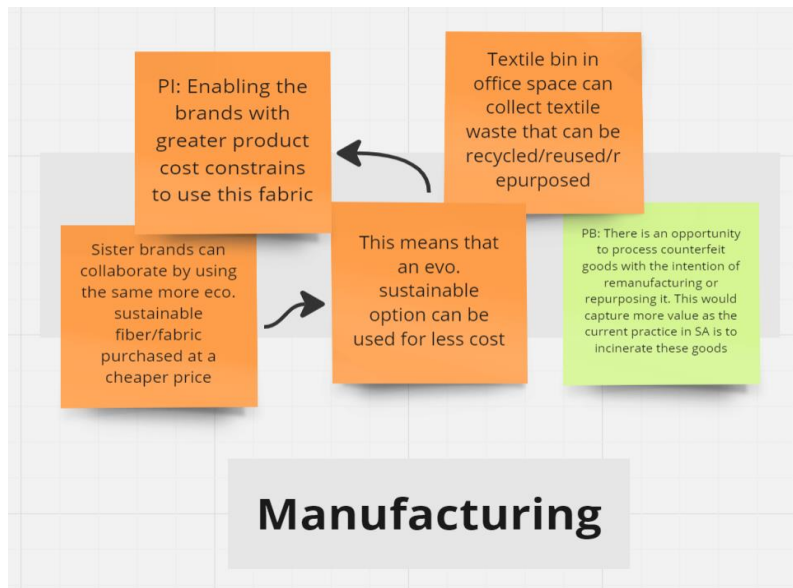 PI: Enabling the
brands with
greater product
cost constrains
to use this fabric
Textile bin in
office space can
collect textile
waste that can be
recycled/reused/r
epurposed
Sister brands can
collaborate by using
the same more eco.
sustainable
fiber/fabric
purchased at a
cheaper price
This means that
an evo.
sustainable
option can be
used for less cost
PB: There is an opportunity
to process counterfeit
goods with the intention of
remanufacturing or
repurposing it. This would
capture more value as the
current practice in SA is to
incinerate these goods
Manufacturing